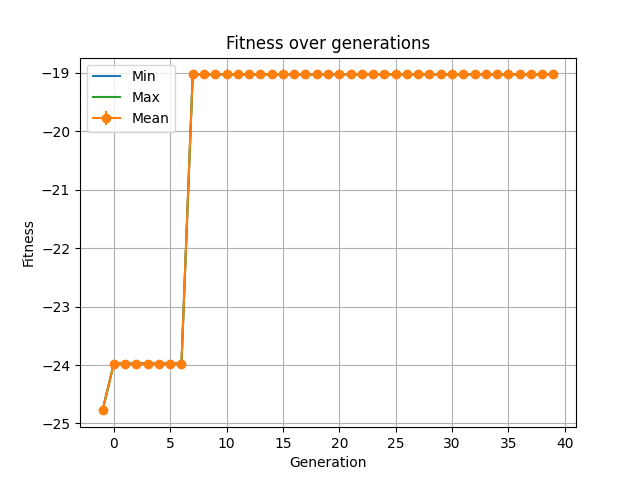 Fitness over generations
Min
Max
Mean
−19
−20
−21
−22
−23
−24
−25
Fitness
0 5 10 15 20 25 30 35 40
Generation